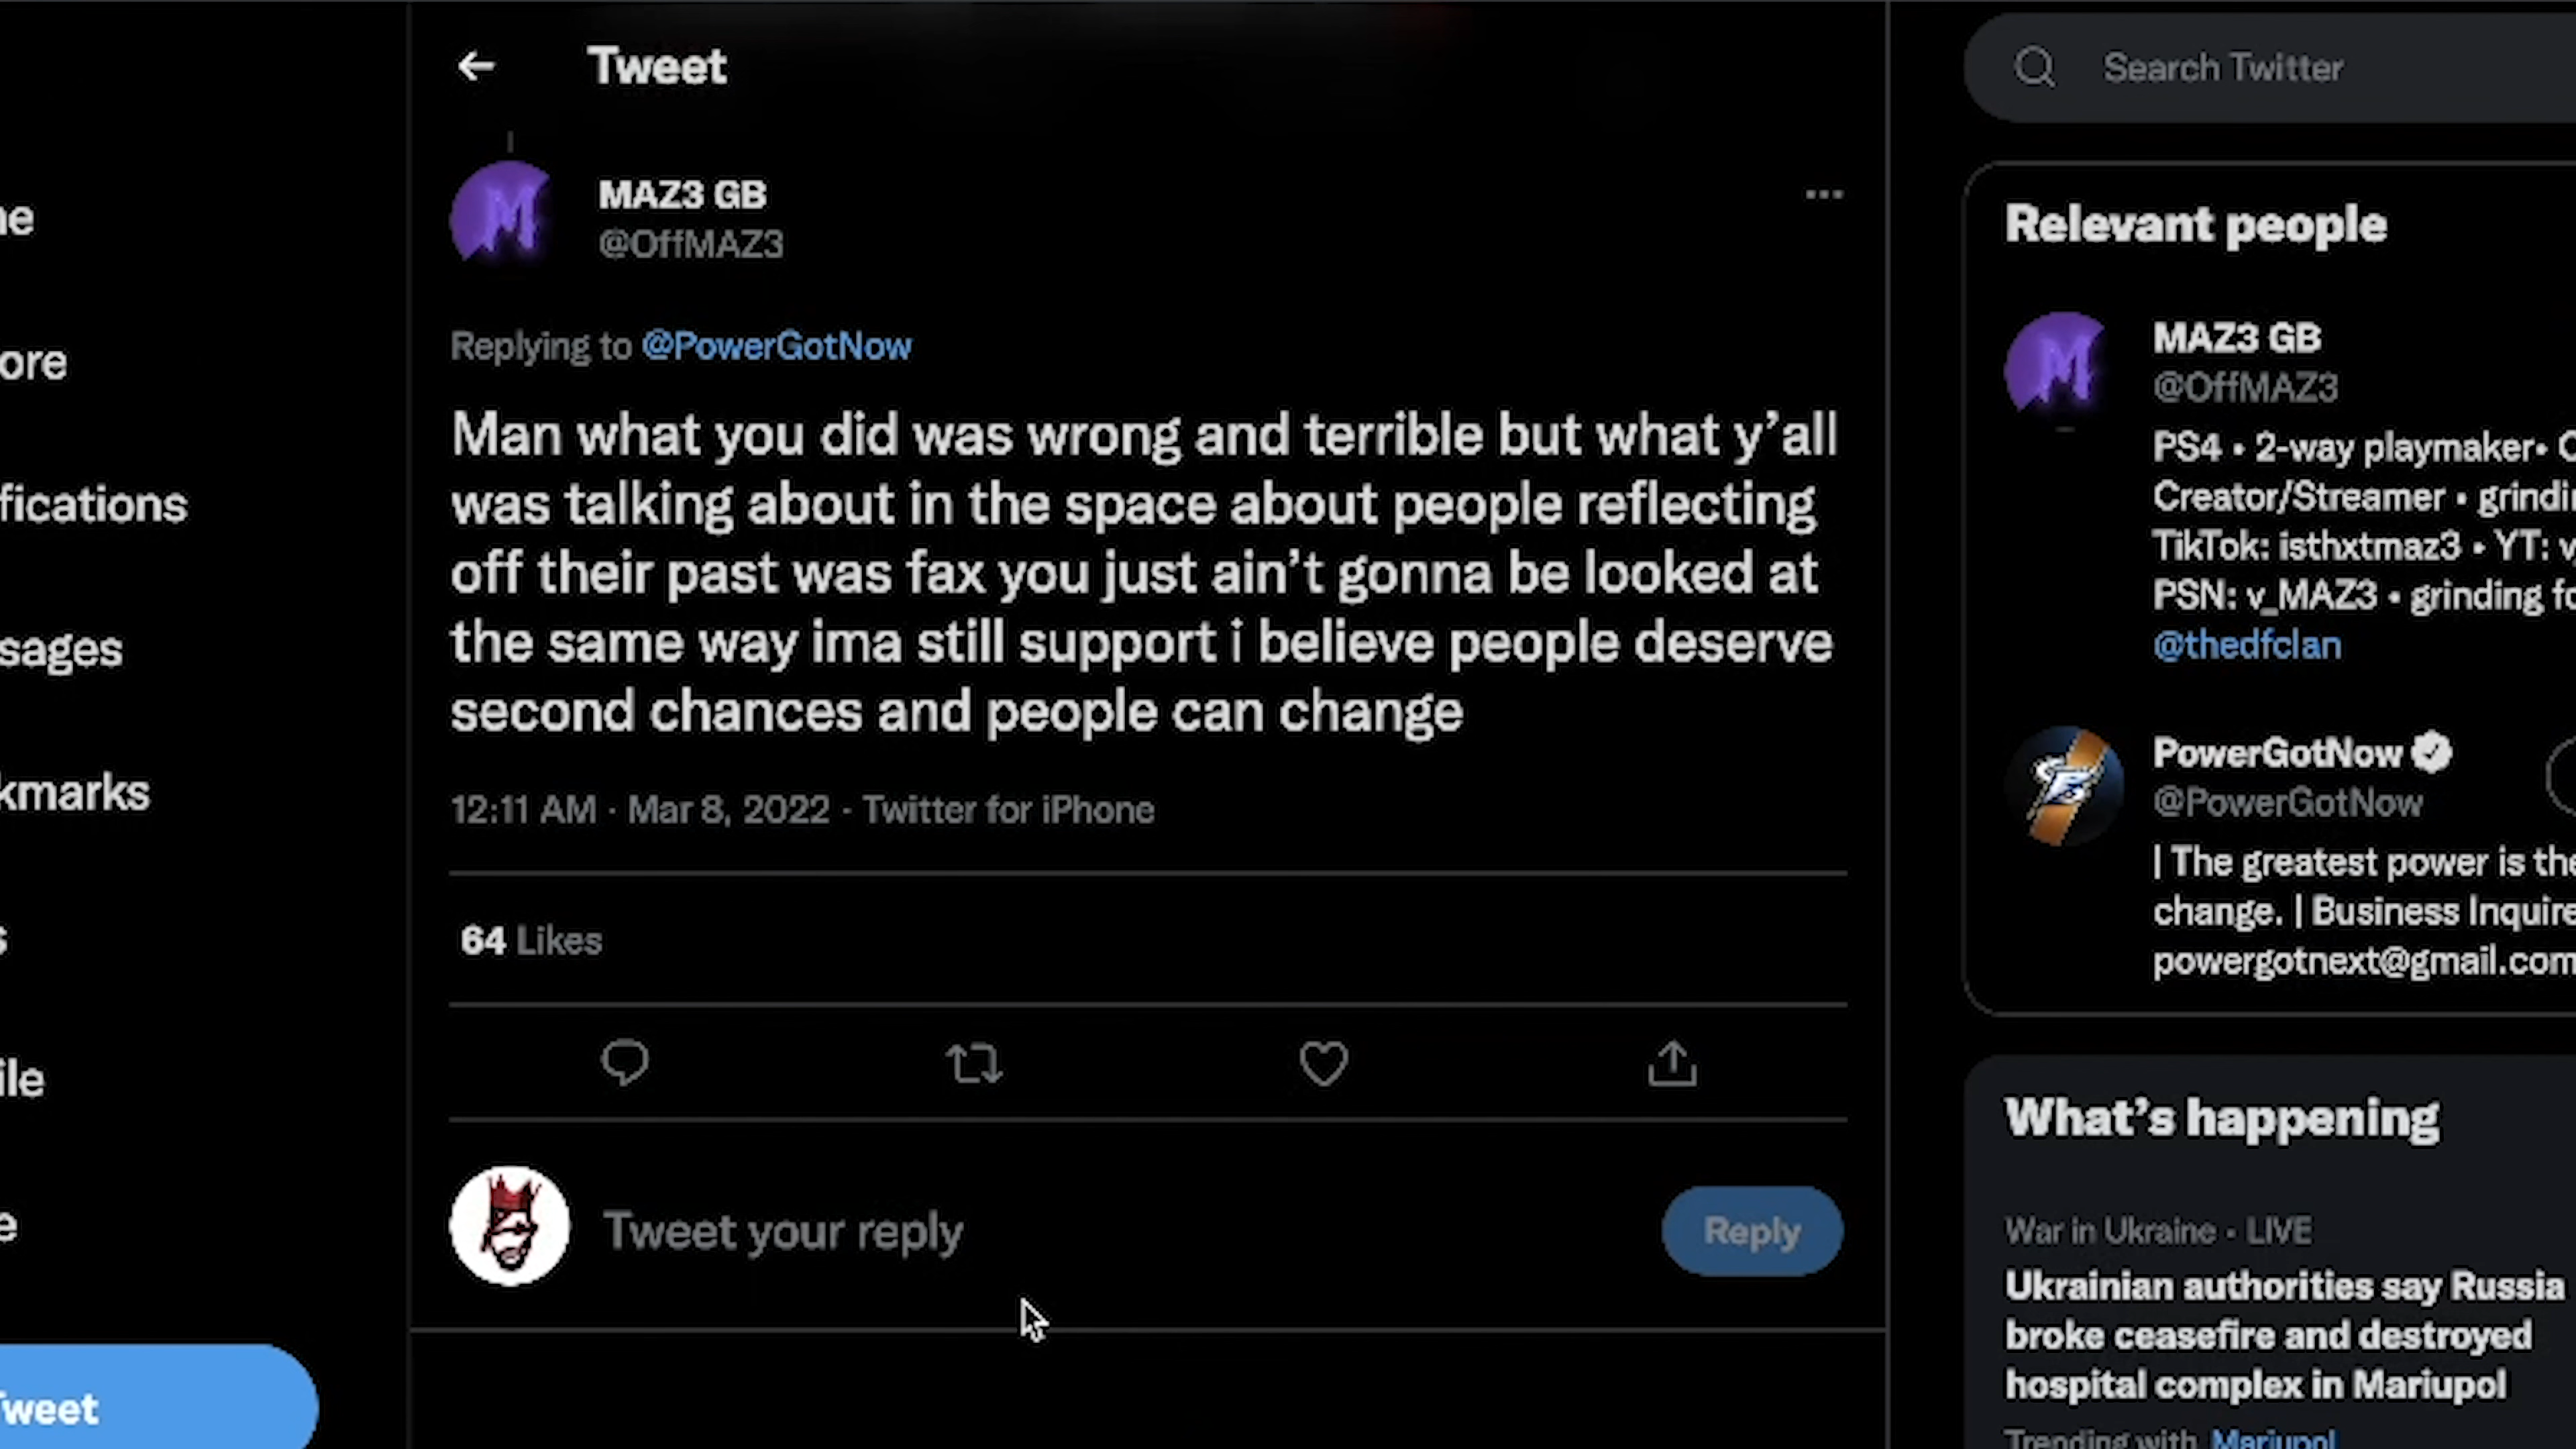 Tweet
Search Twitter
MAZ3 GB
@OffMAZ3
Replying to @PowerGotNow
Man what you did was wrong and terrible but what y’all
was talking about in the space about people reflecting
off their past was fax you just ain’t gonna be looked at
the same way ima still support i believe people deserve
second chances and people can change
12:11 AM · Mar 8, 2022 · Twitter for iPhone
64 Likes
Tweet your reply
Reply
fications
sages
kmarks
ile
weet
Relevant people
MAZ3 GB
@OffMAZ3
PS4 • 2-way playmaker•
Creator/Streamer •
TikTok: isthxtmaz3 • YT:
PSN: v_MAZ3 • grinding
@thedfclan
PowerGotNow
@PowerGotNow
| The greatest power is the
change. | Business Inquire
powergotnext@gmail.com
What’s happening
War in Ukraine · LIVE
Ukrainian authorities say Russia
broke ceasefire and destroyed
hospital complex in Mariupol
Trending with Mariupol